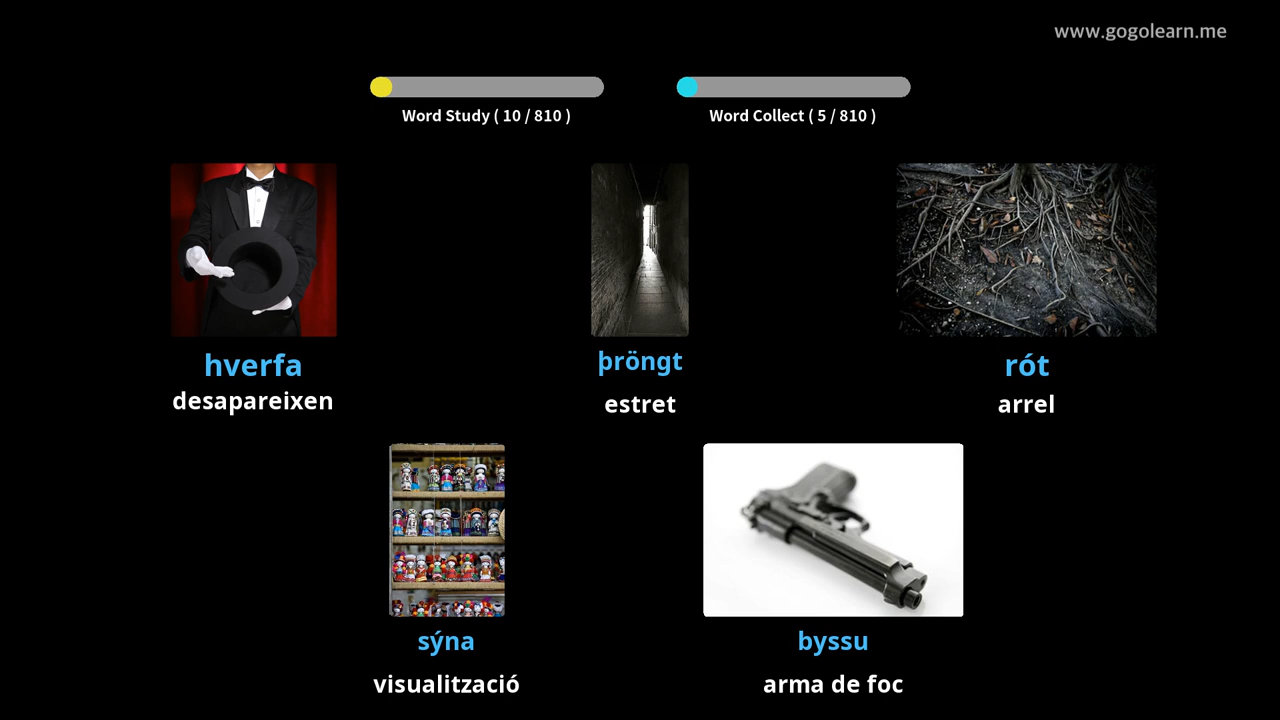 www.gogolearn.me
Word Study ( 10 / 810 )
Word Collect ( 5 / 810 )
hverfa
desapareixen
þröngt
estret
rót
arrel
sýna
visualització
byssu
arma de foc